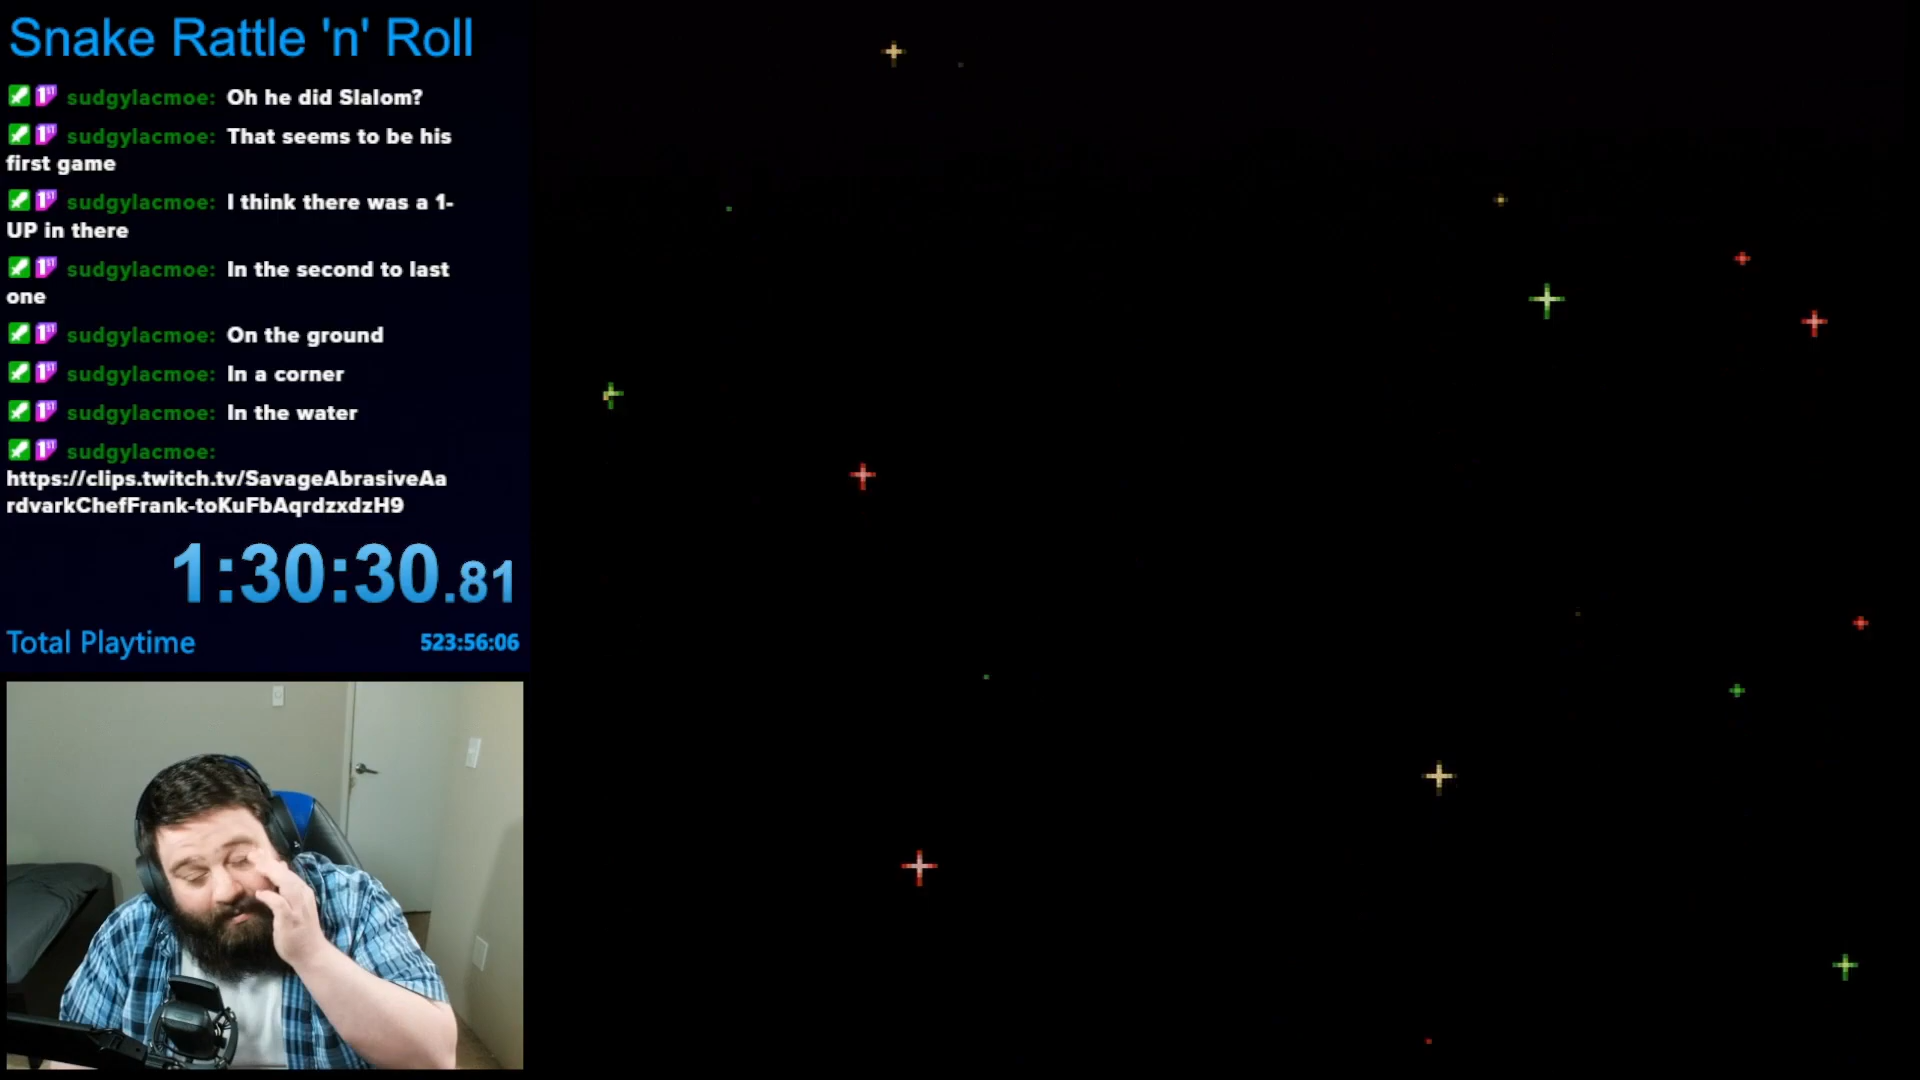 Snake Rattle 'n' Roll
sudgylacmoe: Oh he did Slalom?
sudgylacmoe: That seems to be his
first game
sudgylacmoe: I think there was a 1-
UP in there
sudgylacmoe: In the second to last
one
sudgylacmoe: On the ground
sudgylacmoe: In a corner
sudgylacmoe: In the water
sudgylacmoe:
https://clips.twitch.tv/SavageAbrasiveAa
rdvarkChefFrank-toKuFbAqrdzxdzH9
1:30:30.81
Total Playtime 523:56:06